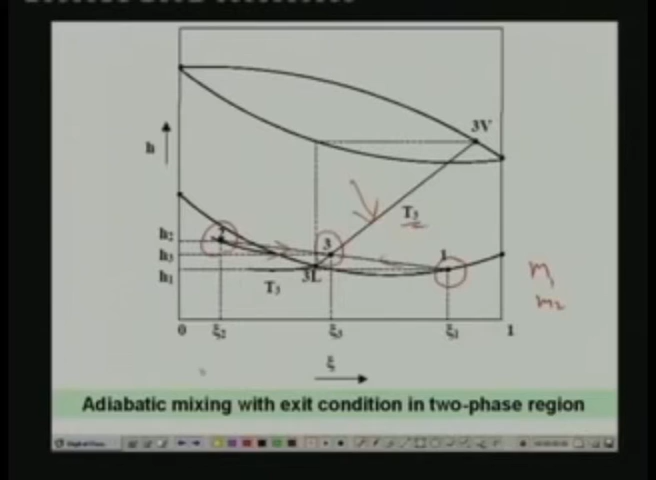 3V
h
T₃
h₂
2
3
h₃
1
h₁
3L
T₃
m₁
m₂
0
ξ₂
ξ₃
ξ₁
1
ξ
Adiabatic mixing with exit condition in two-phase region